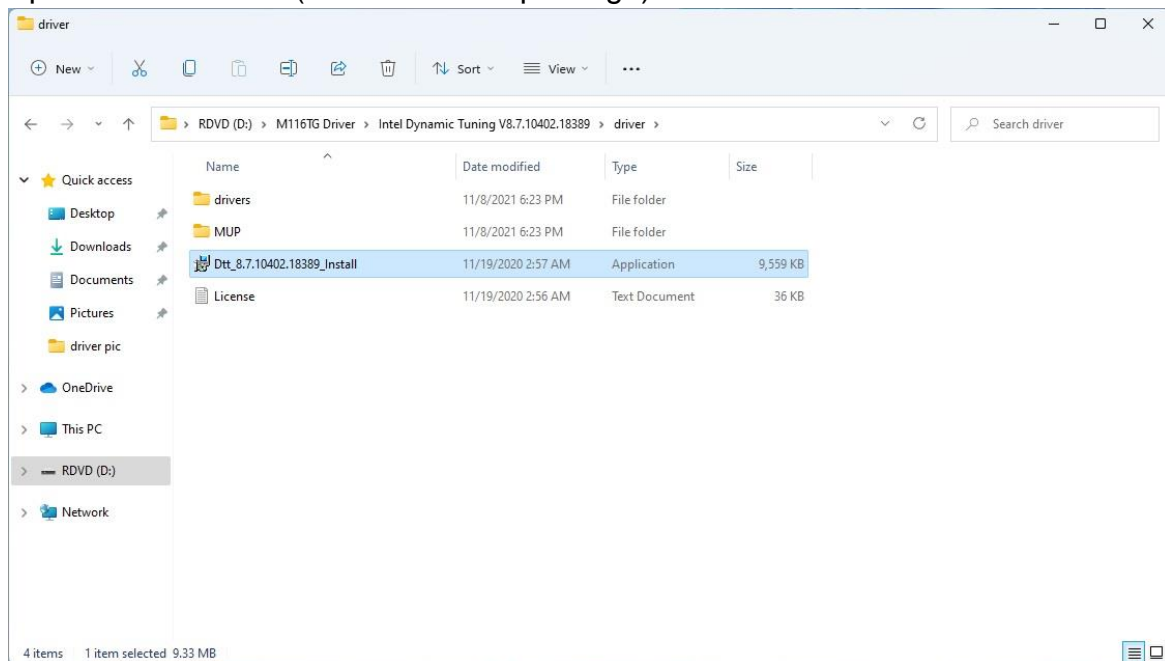 driver
New
Sort
View
RDVD (D:) > M116TG Driver > Intel Dynamic Tuning V8.7.10402.18389 > driver >
Search driver
Name Date modified Type Size
Quick access
Desktop
Downloads
Documents
Pictures
driver pic
OneDrive
This PC
RDVD (D:)
Network
drivers 11/8/2021 6:23 PM File folder
MUP 11/8/2021 6:23 PM File folder
Dtt_8.7.10402.18389_Install 11/19/2020 2:57 AM Application 9,559 KB
License 11/19/2020 2:56 AM Text Document 36 KB
4 items 1 item selected 9.33 MB